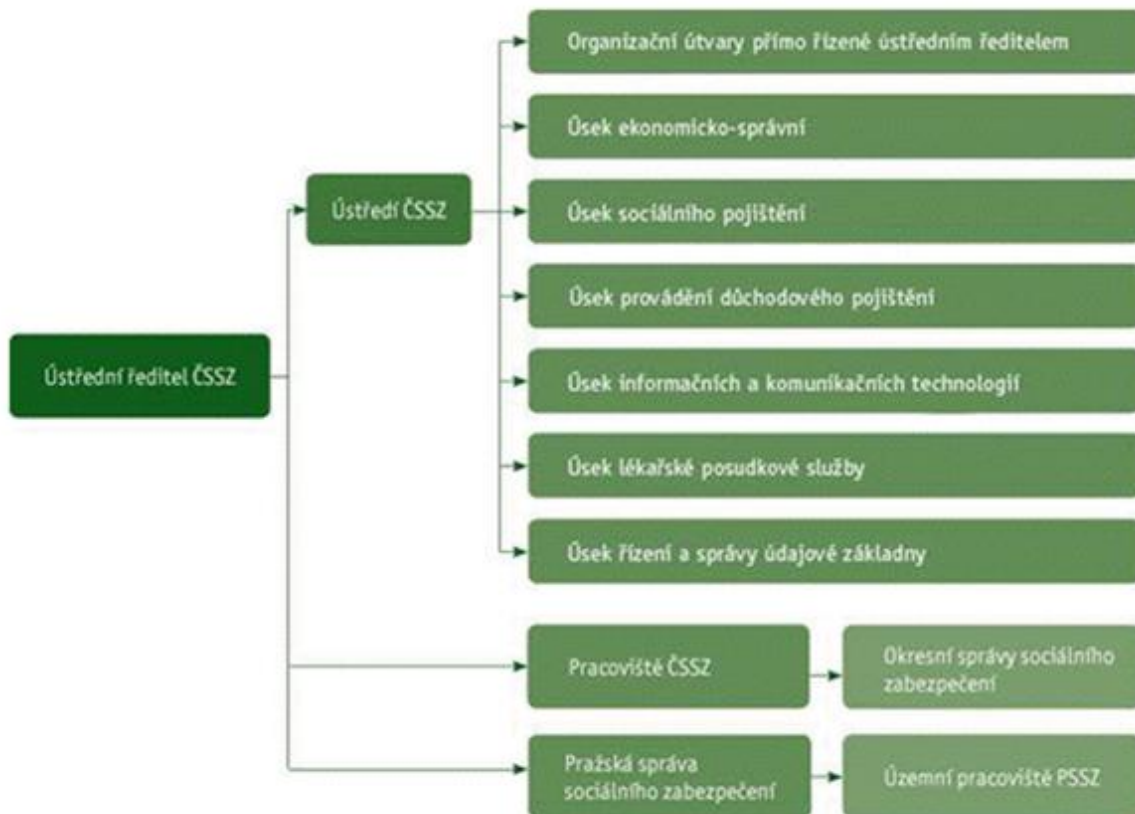 Organizační útvary přímo řízené ústředním ředitelem
Úsek ekonomicko-správní
Ústředí ČSSZ
Úsek sociálního pojištění
Úsek provádění důchodového pojištění
Ústřední ředitel ČSSZ
Úsek informačních a komunikačních technologií
Úsek lékařské posudkové služby
Úsek řízení a správy údajové základny
Pracoviště ČSSZ
Okresní správy sociálního
zabezpečení
Pražská správa
sociálního zabezpečení
Územní pracoviště PSSZ